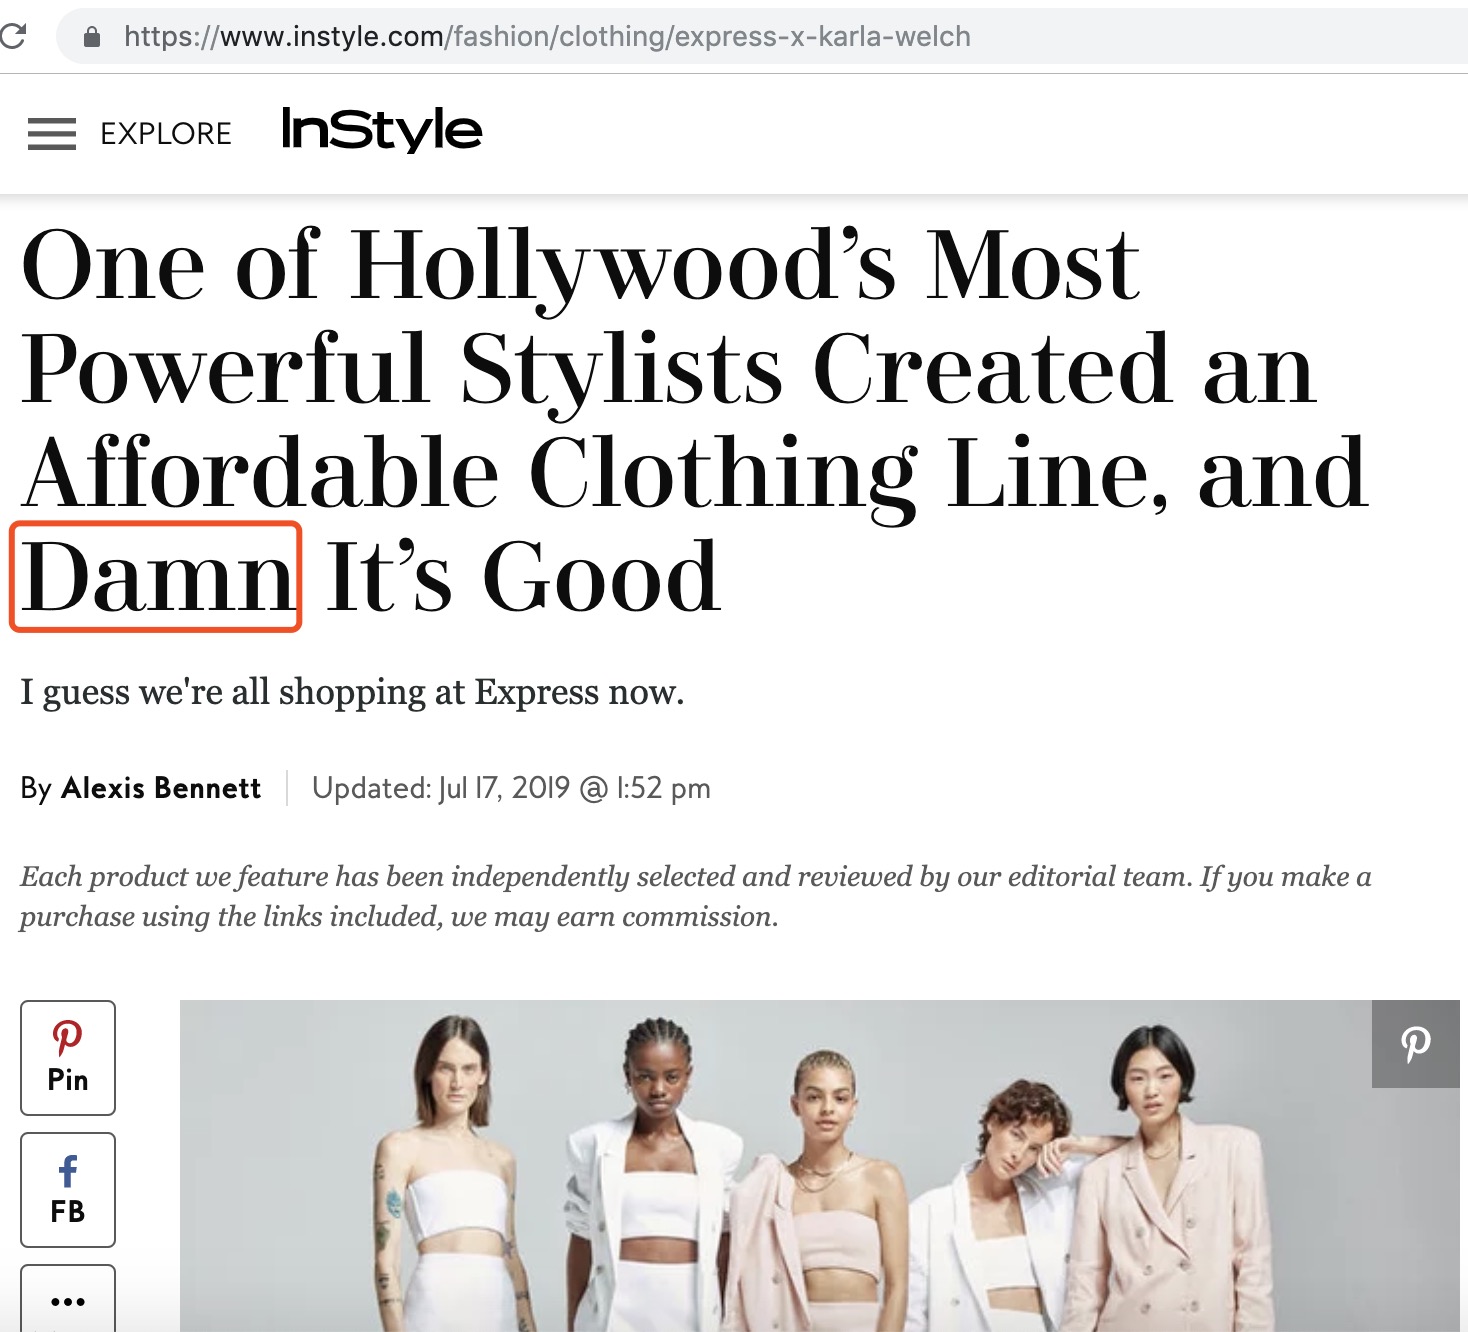 https://www.instyle.com/fashion/clothing/express-x-karla-welch
EXPLORE InStyle
One of Hollywood’s Most
Powerful Stylists Created an
Affordable Clothing Line, and
Damn It’s Good
I guess we're all shopping at Express now.
By Alexis Bennett Updated: Jul 17, 2019 @ 1:52 pm
Each product we feature has been independently selected and reviewed by our editorial team. If you make a
purchase using the links included, we may earn commission.
Pin
FB